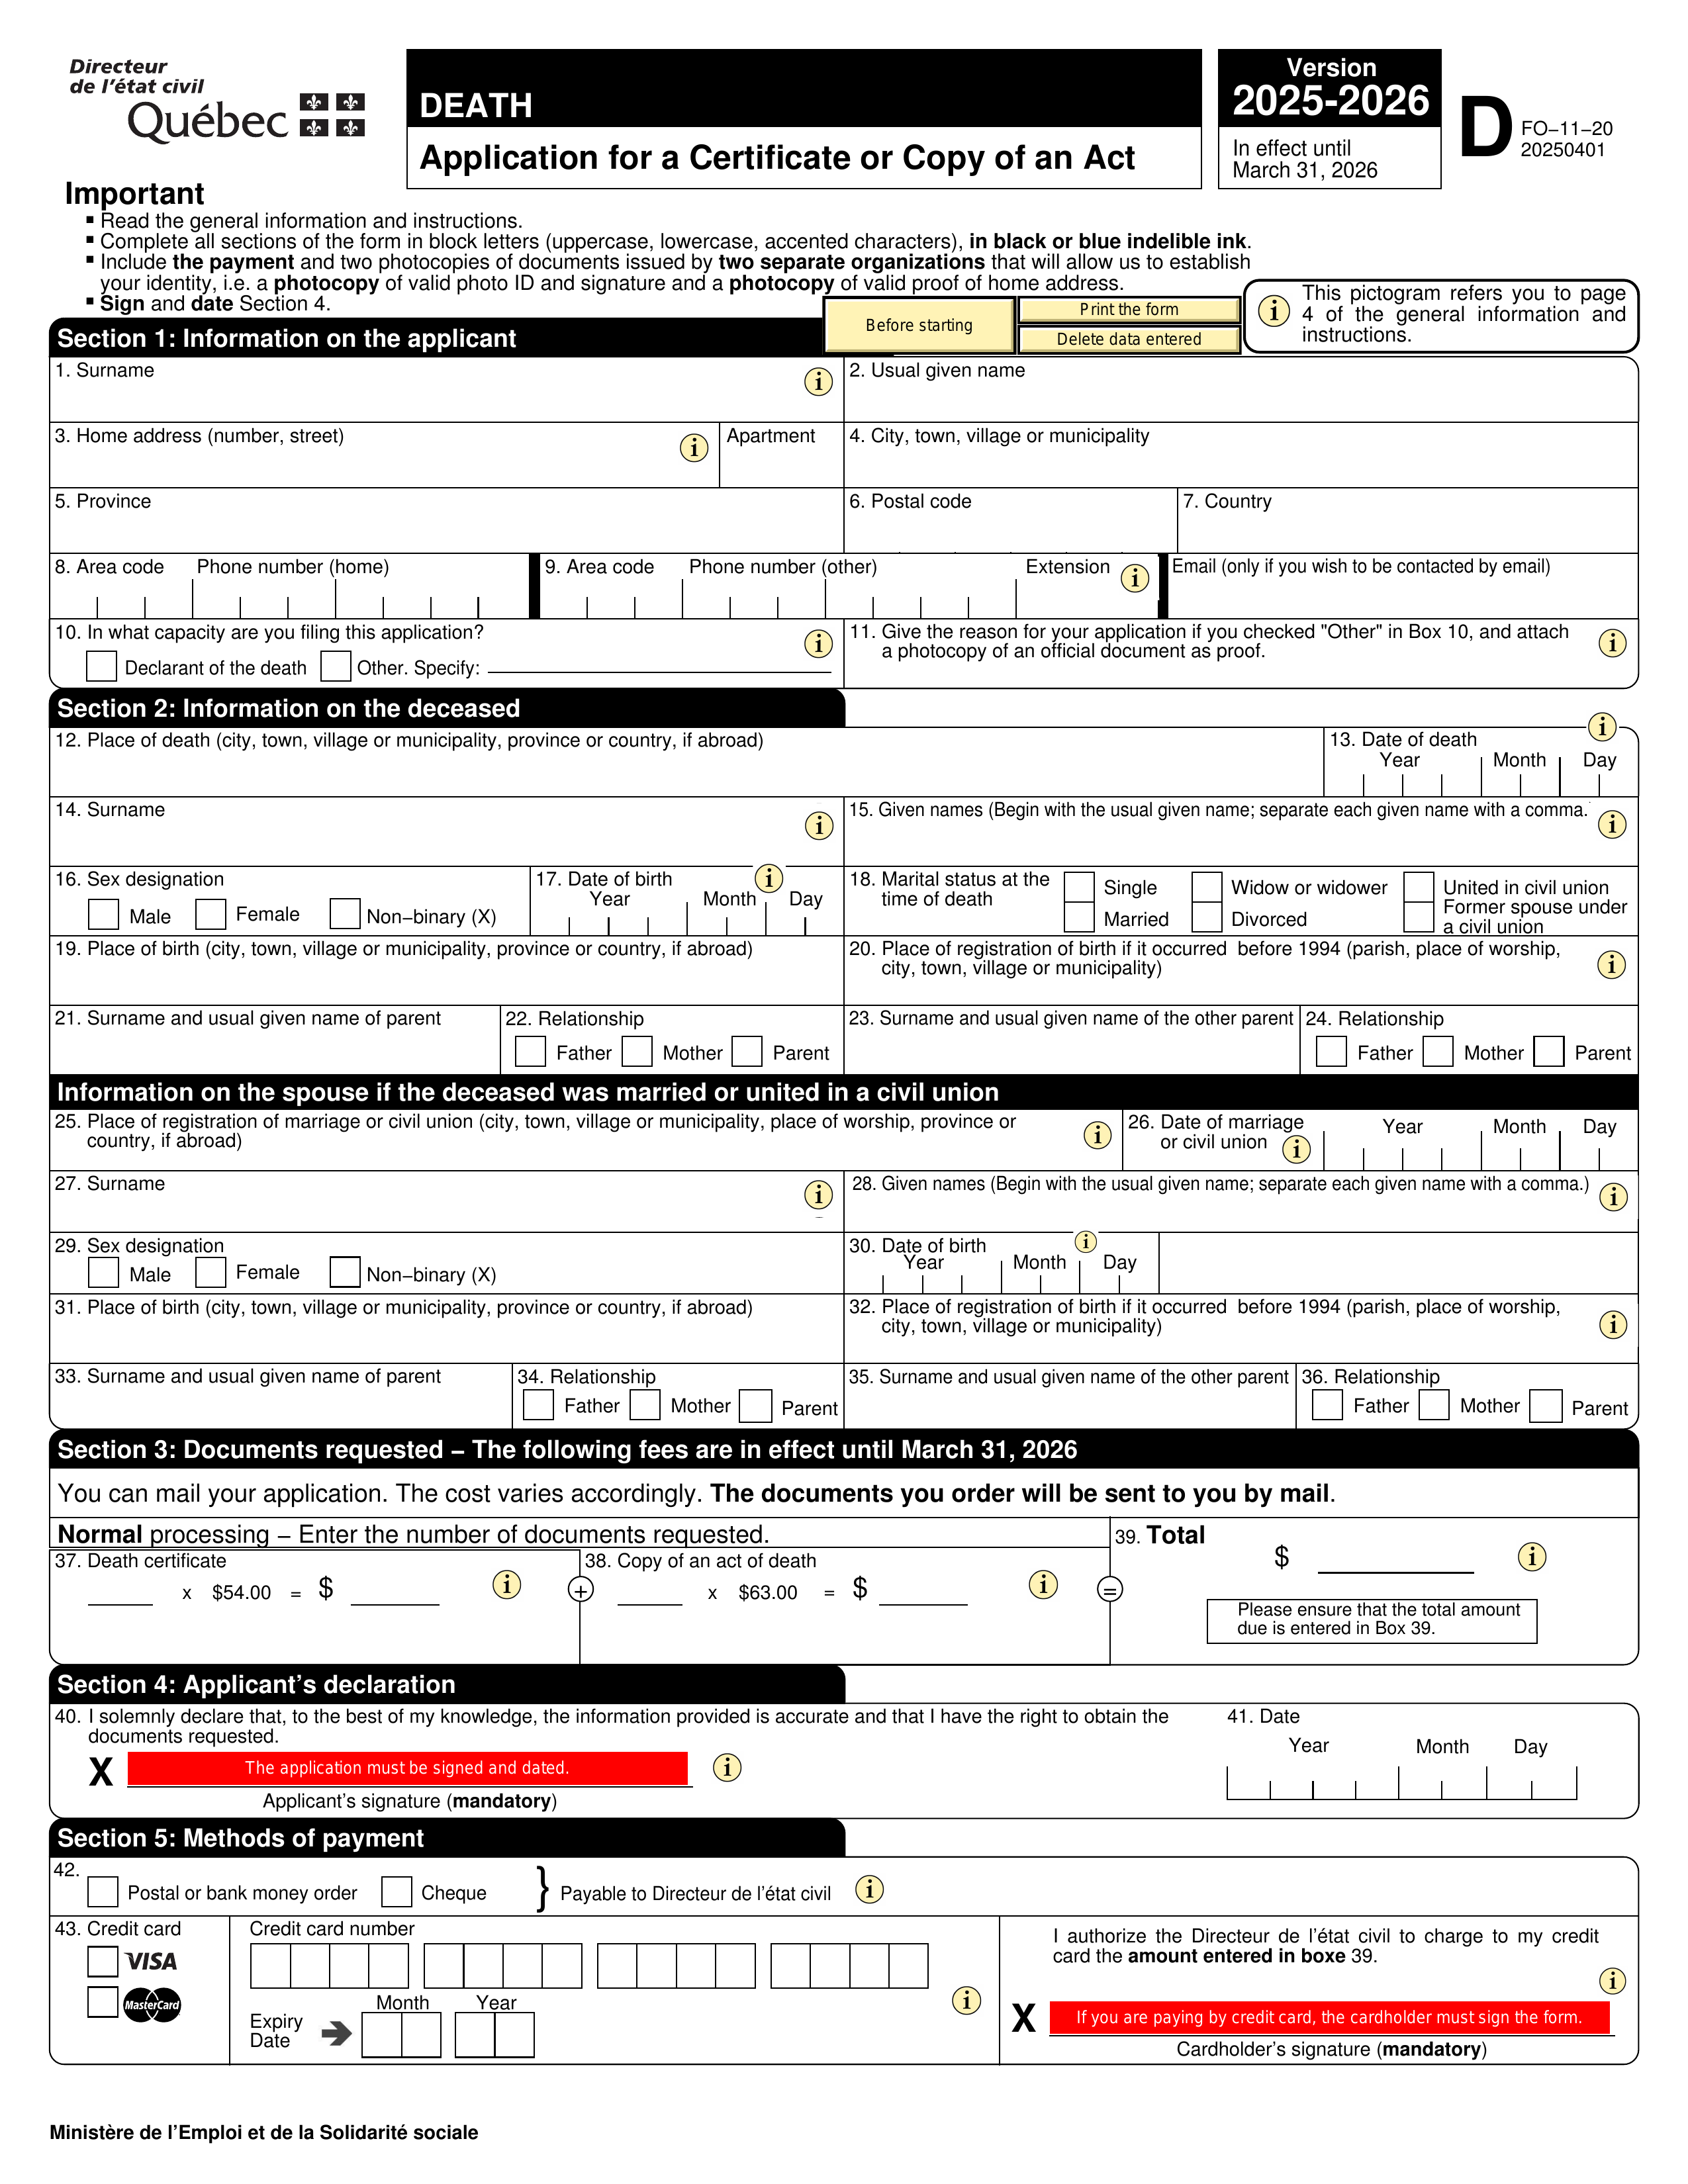 Directeur
de l'état civil
Québec
DEATH
Application for a Certificate or Copy of an Act
Version
2025-2026
In effect until
March 31, 2026
D
FO–11–20
20250401
Important
▪ Read the general information and instructions.
▪ Complete all sections of the form in block letters (uppercase, lowercase, accented characters), in black or blue indelible ink.
▪ Include the payment and two photocopies of documents issued by two separate organizations that will allow us to establish
your identity, i.e. a photocopy of valid photo ID and signature and a photocopy of valid proof of home address.
▪ Sign and date Section 4.
Before starting
Print the form
Delete data entered
i
This pictogram refers you to page
4 of the general information and
instructions.
Section 1: Information on the applicant
1. Surname i 2. Usual given name
3. Home address (number, street) i Apartment 4. City, town, village or municipality
5. Province 6. Postal code 7. Country
8. Area code Phone number (home) 9. Area code Phone number (other) Extension i Email (only if you wish to be contacted by email)
10. In what capacity are you filing this application? i
Declarant of the death Other. Specify:
11. Give the reason for your application if you checked "Other" in Box 10, and attach
a photocopy of an official document as proof. i
Section 2: Information on the deceased
12. Place of death (city, town, village or municipality, province or country, if abroad)
13. Date of death i
Year Month Day
14. Surname i 15. Given names (Begin with the usual given name; separate each given name with a comma. i
16. Sex designation
Male Female Non–binary (X)
17. Date of birth i
Year Month Day
18. Marital status at the
time of death
Single Widow or widower United in civil union
Married Divorced Former spouse under
a civil union
19. Place of birth (city, town, village or municipality, province or country, if abroad)
20. Place of registration of birth if it occurred before 1994 (parish, place of worship,
city, town, village or municipality) i
21. Surname and usual given name of parent 22. Relationship
Father Mother Parent
23. Surname and usual given name of the other parent 24. Relationship
Father Mother Parent
Information on the spouse if the deceased was married or united in a civil union
25. Place of registration of marriage or civil union (city, town, village or municipality, place of worship, province or
country, if abroad) i
26. Date of marriage
or civil union i
Year Month Day
27. Surname i 28. Given names (Begin with the usual given name; separate each given name with a comma.) i
29. Sex designation
Male Female Non–binary (X)
30. Date of birth i
Year Month Day
31. Place of birth (city, town, village or municipality, province or country, if abroad)
32. Place of registration of birth if it occurred before 1994 (parish, place of worship,
city, town, village or municipality) i
33. Surname and usual given name of parent 34. Relationship
Father Mother Parent
35. Surname and usual given name of the other parent 36. Relationship
Father Mother Parent
Section 3: Documents requested – The following fees are in effect until March 31, 2026
You can mail your application. The cost varies accordingly. The documents you order will be sent to you by mail.
Normal processing – Enter the number of documents requested.
37. Death certificate
x $54.00 = $ i
+
38. Copy of an act of death
x $63.00 = $ i
=
39. Total
$ i
Please ensure that the total amount
due is entered in Box 39.
Section 4: Applicant's declaration
40. I solemnly declare that, to the best of my knowledge, the information provided is accurate and that I have the right to obtain the
documents requested.
X The application must be signed and dated. i
Applicant's signature (mandatory)
41. Date
Year Month Day
Section 5: Methods of payment
42.
Postal or bank money order Cheque } Payable to Directeur de l'état civil i
43. Credit card
VISA
MasterCard
Credit card number
Month Year
Expiry
Date i
I authorize the Directeur de l'état civil to charge to my credit
card the amount entered in boxe 39.
i
X If you are paying by credit card, the cardholder must sign the form.
Cardholder's signature (mandatory)
Ministère de l'Emploi et de la Solidarité sociale